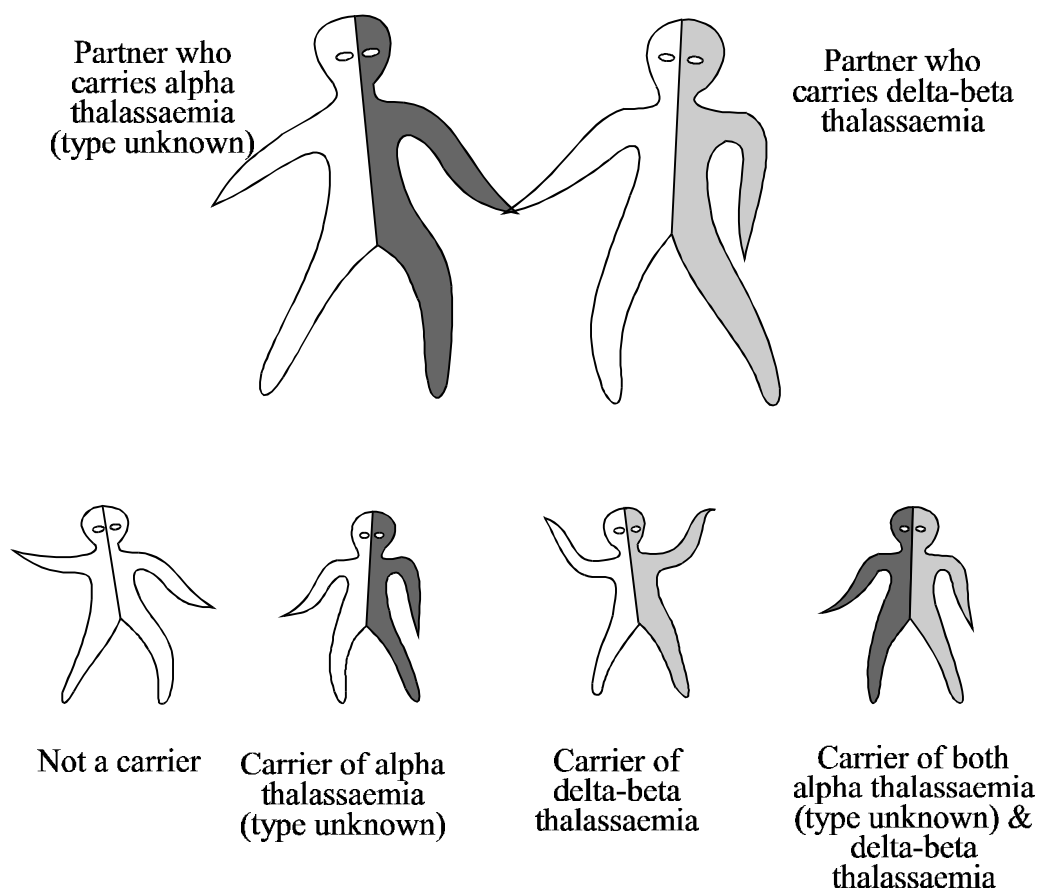 Partner who
carries alpha
thalassaemia
(type unknown)
Partner who
carries delta-beta
thalassaemia
Not a carrier
Carrier of alpha
thalassaemia
(type unknown)
Carrier of
delta-beta
thalassaemia
Carrier of both
alpha thalassaemia
(type unknown) &
delta-beta
thalassaemia